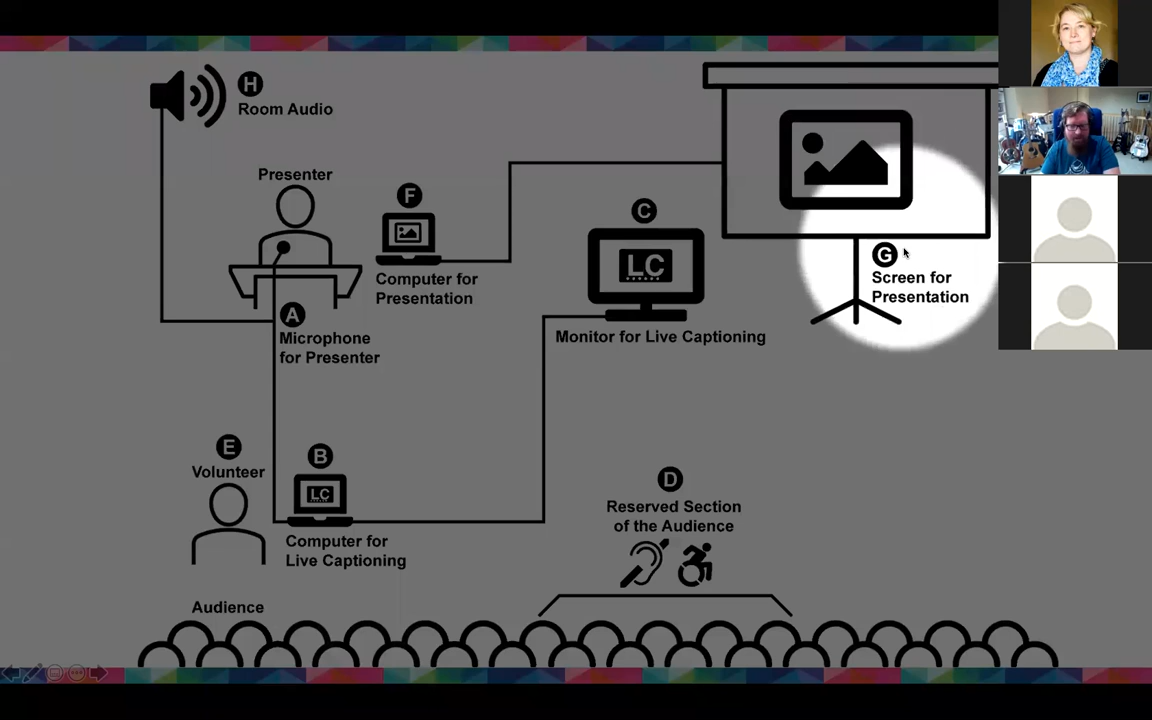 H
Room Audio
Presenter
F
Computer for
Presentation
C
LC
Monitor for Live Captioning
G
Screen for
Presentation
A
Microphone
for Presenter
E
Volunteer
B
LC
Computer for
Live Captioning
D
Reserved Section
of the Audience
Audience